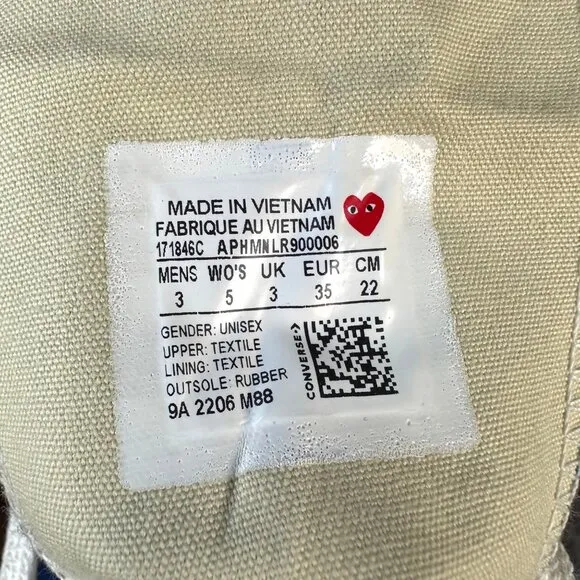 MADE IN VIETNAM
FABRIQUE AU VIETNAM
171846C APHMNLR900006
MENS WO'S UK EUR CM
3 5 3 35 22
GENDER: UNISEX
UPPER: TEXTILE
LINING: TEXTILE
OUTSOLE: RUBBER
9A 2206 M88
CONVERSE